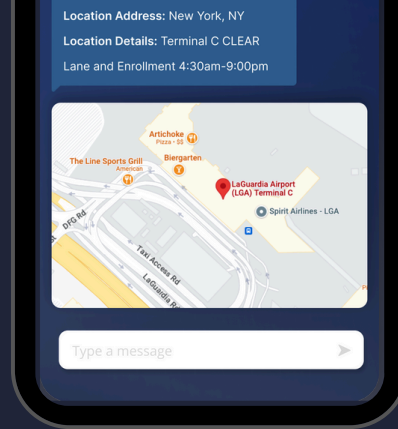 Location Address: New York, NY
Location Details: Terminal C CLEAR
Lane and Enrollment 4:30am-9:00pm
Artichoke
Pizza · $$
The Line Sports Grill
American
Biergarten
LaGuardia Airport
(LGA) Terminal C
Spirit Airlines - LGA
DFG Rd
Taxi Access Rd
LaGuardia
Type a message